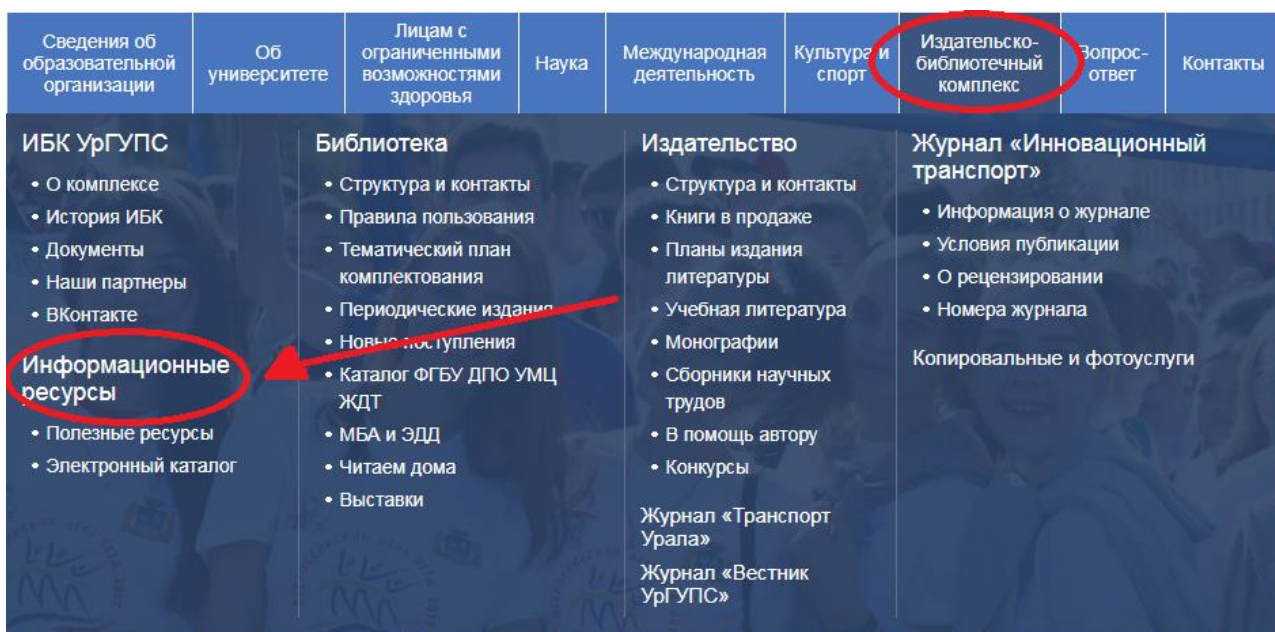 Сведения об
образовательной
организации
Об
университете
Лицам с
ограниченными
возможностями
здоровья
Наука
Международная
деятельность
Культура и
спорт
Издательско-
библиотечный
комплекс
Вопрос-
ответ
Контакты
ИБК УрГУПС
• О комплексе
• История ИБК
• Документы
• Наши партнеры
• ВКонтакте
Информационные
ресурсы
• Полезные ресурсы
• Электронный каталог
Библиотека
• Структура и контакты
• Правила пользования
• Тематический план
комплектования
• Периодические издания
• Новые поступления
• Каталог ФГБУ ДПО УМЦ
ЖДТ
• МБА и ЭДД
• Читаем дома
• Выставки
Издательство
• Структура и контакты
• Книги в продаже
• Планы издания
литературы
• Учебная литература
• Монографии
• Сборники научных
трудов
• В помощь автору
• Конкурсы
Журнал «Транспорт
Урала»
Журнал «Вестник
УрГУПС»
Журнал «Инновационный
транспорт»
• Информация о журнале
• Условия публикации
• О рецензировании
• Номера журнала
Копировальные и фотоуслуги